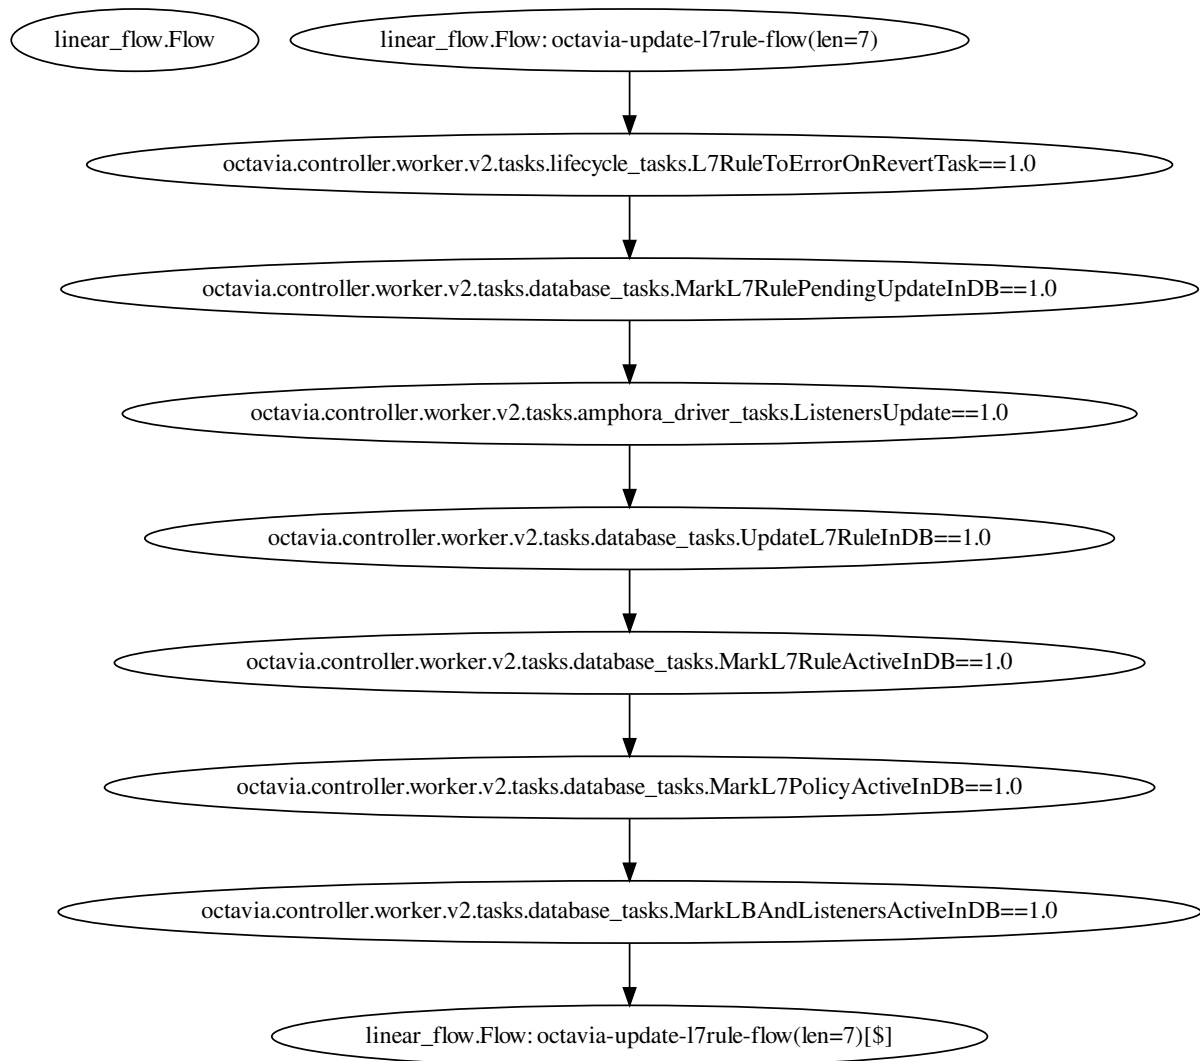 linear_flow.Flow
linear_flow.Flow: octavia-update-l7rule-flow(len=7)
octavia.controller.worker.v2.tasks.lifecycle_tasks.L7RuleToErrorOnRevertTask==1.0
octavia.controller.worker.v2.tasks.database_tasks.MarkL7RulePendingUpdateInDB==1.0
octavia.controller.worker.v2.tasks.amphora_driver_tasks.ListenersUpdate==1.0
octavia.controller.worker.v2.tasks.database_tasks.UpdateL7RuleInDB==1.0
octavia.controller.worker.v2.tasks.database_tasks.MarkL7RuleActiveInDB==1.0
octavia.controller.worker.v2.tasks.database_tasks.MarkL7PolicyActiveInDB==1.0
octavia.controller.worker.v2.tasks.database_tasks.MarkLBAndListenersActiveInDB==1.0
linear_flow.Flow: octavia-update-l7rule-flow(len=7)[$]